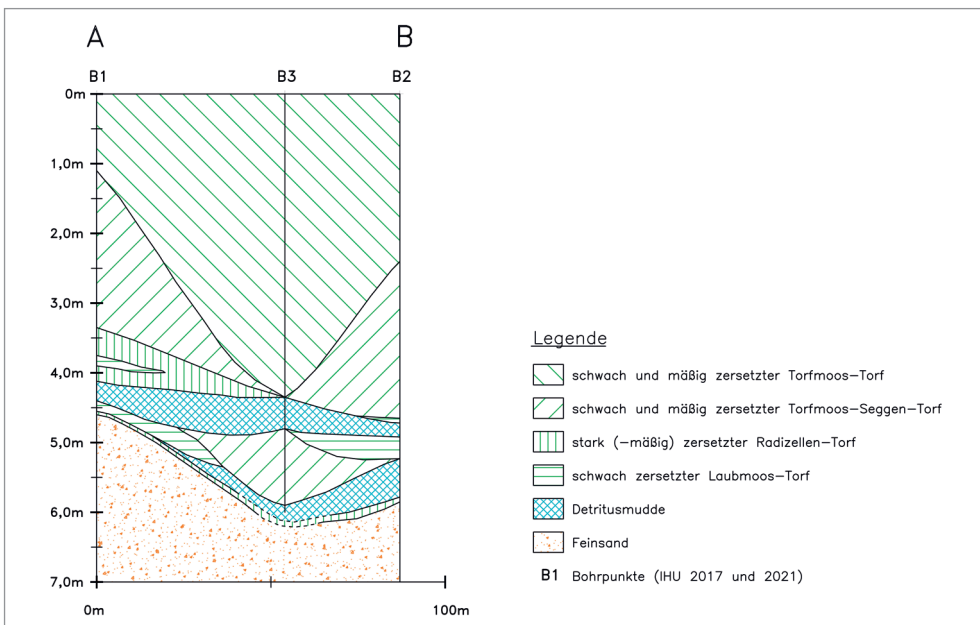 A B
B1 B3 B2
0m
1,0m
2,0m
3,0m
4,0m
5,0m
6,0m
7,0m
0m 100m
Legende
schwach und mäßig zersetzter Torfmoos-Torf
schwach und mäßig zersetzter Torfmoos-Seggen-Torf
stark (-mäßig) zersetzter Radizellen-Torf
schwach zersetzter Laubmoos-Torf
Detritusmudde
Feinsand
B1 Bohrpunkte (IHU 2017 und 2021)